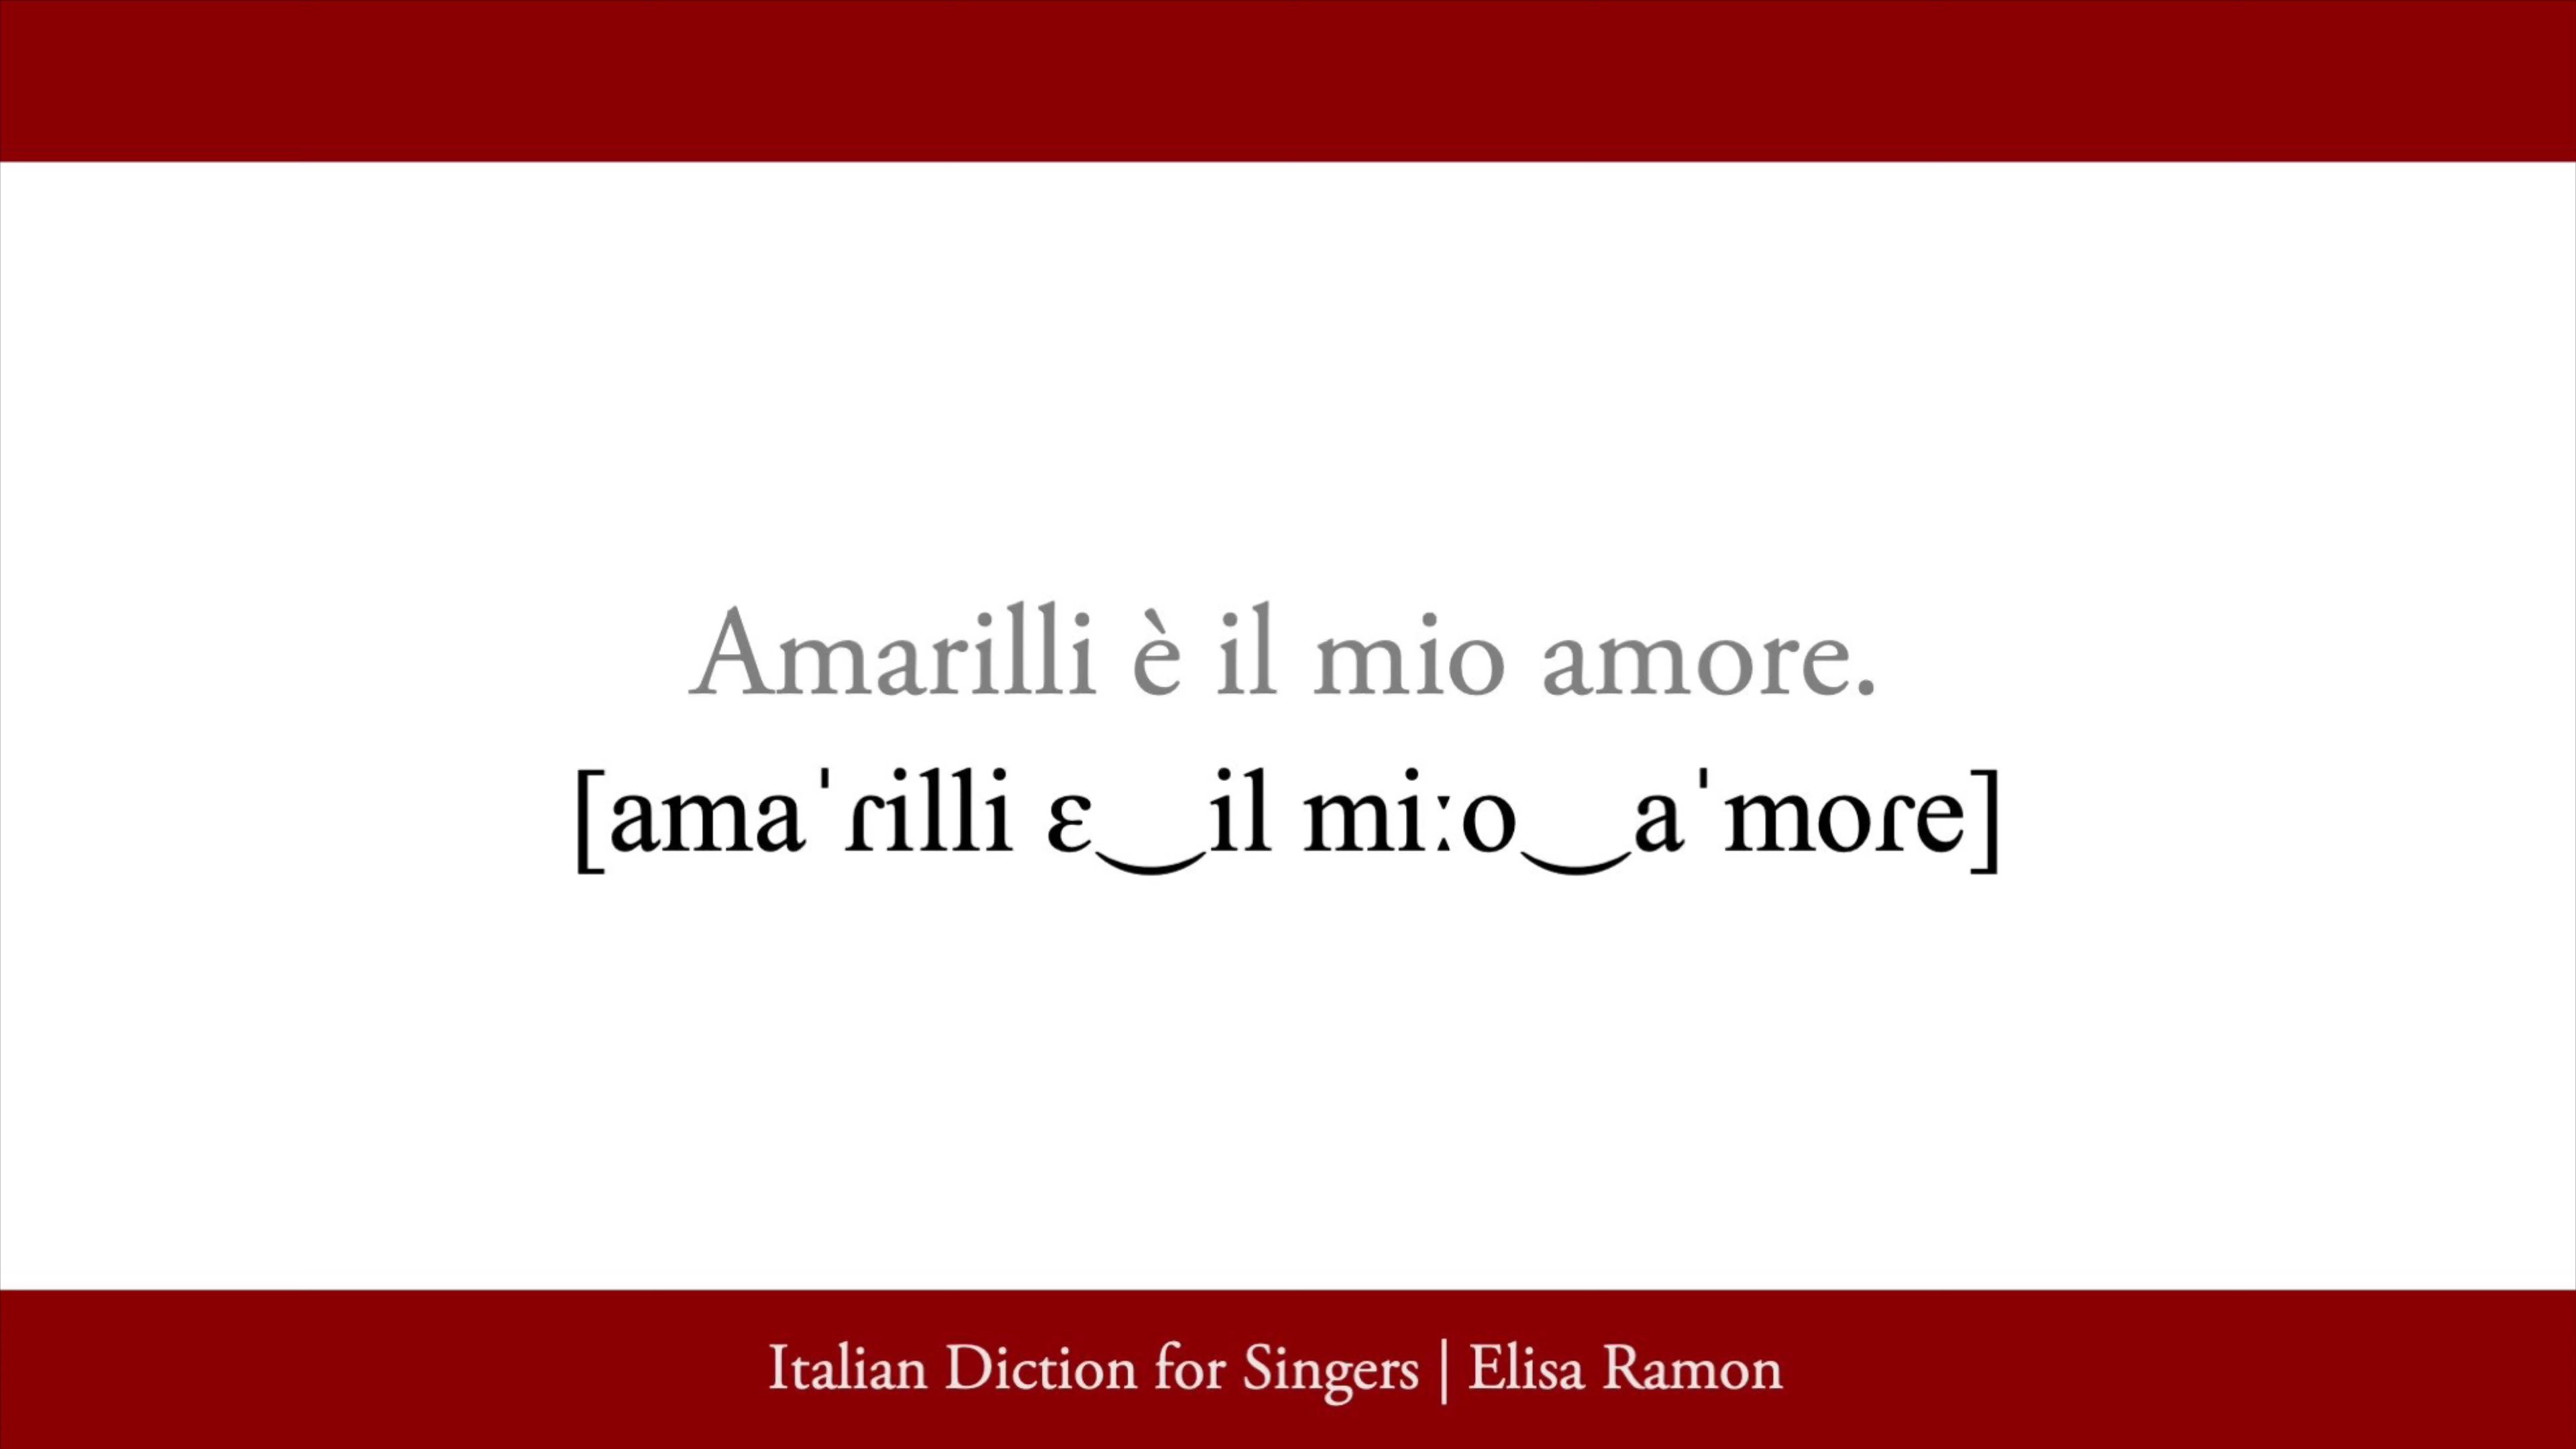 Amarilli è il mio amore.
[amaˈɾilli ɛ‿il miːo‿aˈmoɾe]
Italian Diction for Singers | Elisa Ramon